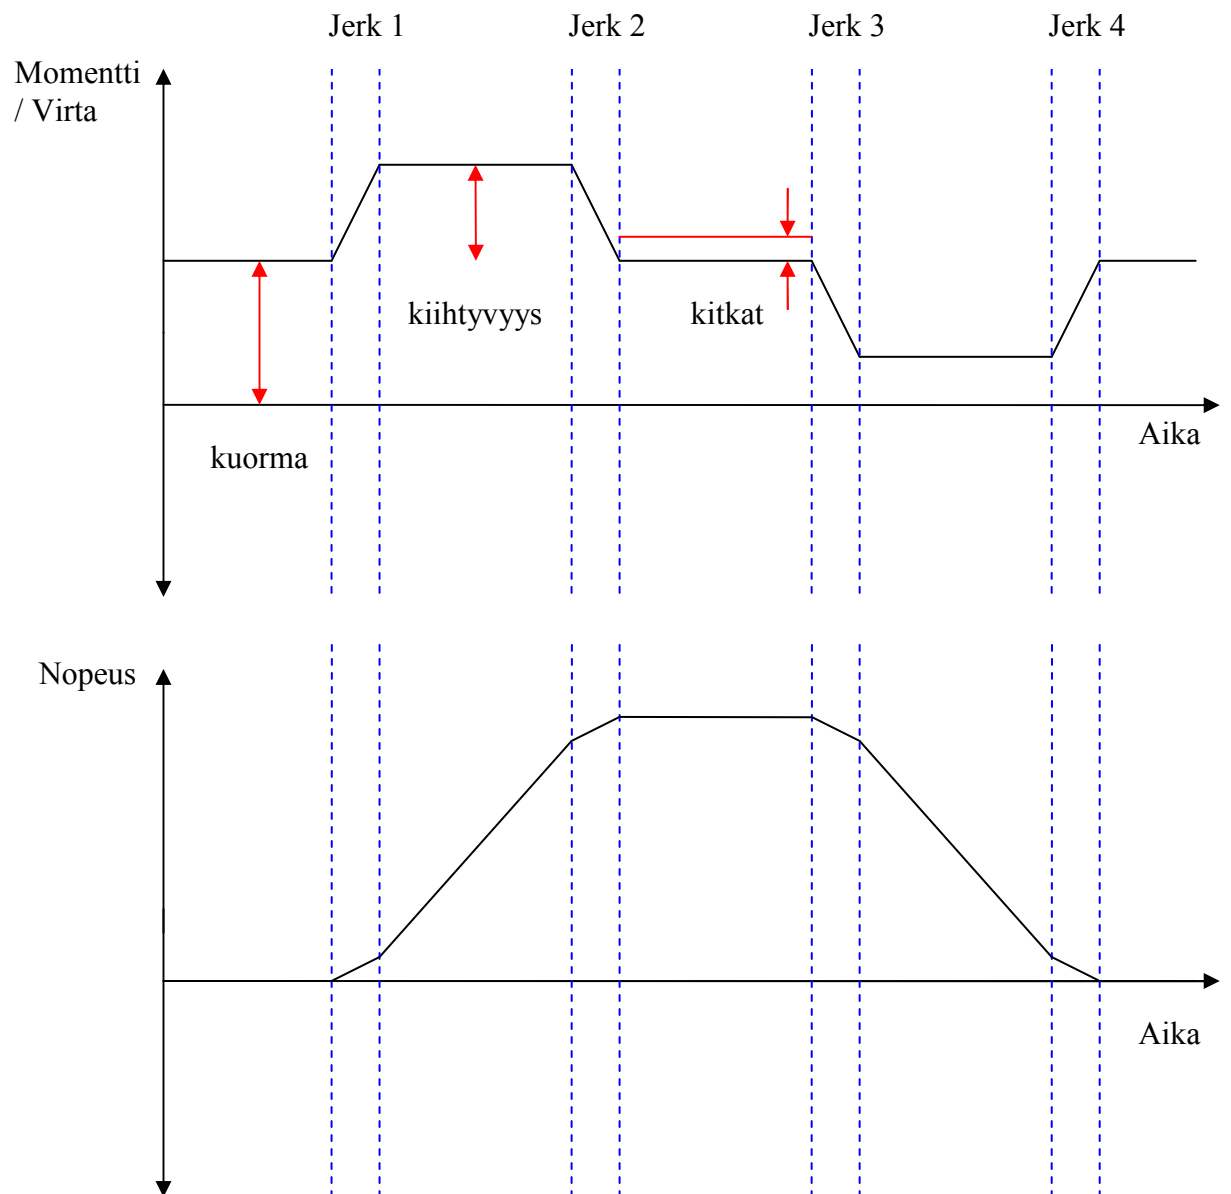 Jerk 1 Jerk 2 Jerk 3 Jerk 4
Momentti
/ Virta
kiihtyvyys
kitkat
Aika
kuorma
Nopeus
Aika